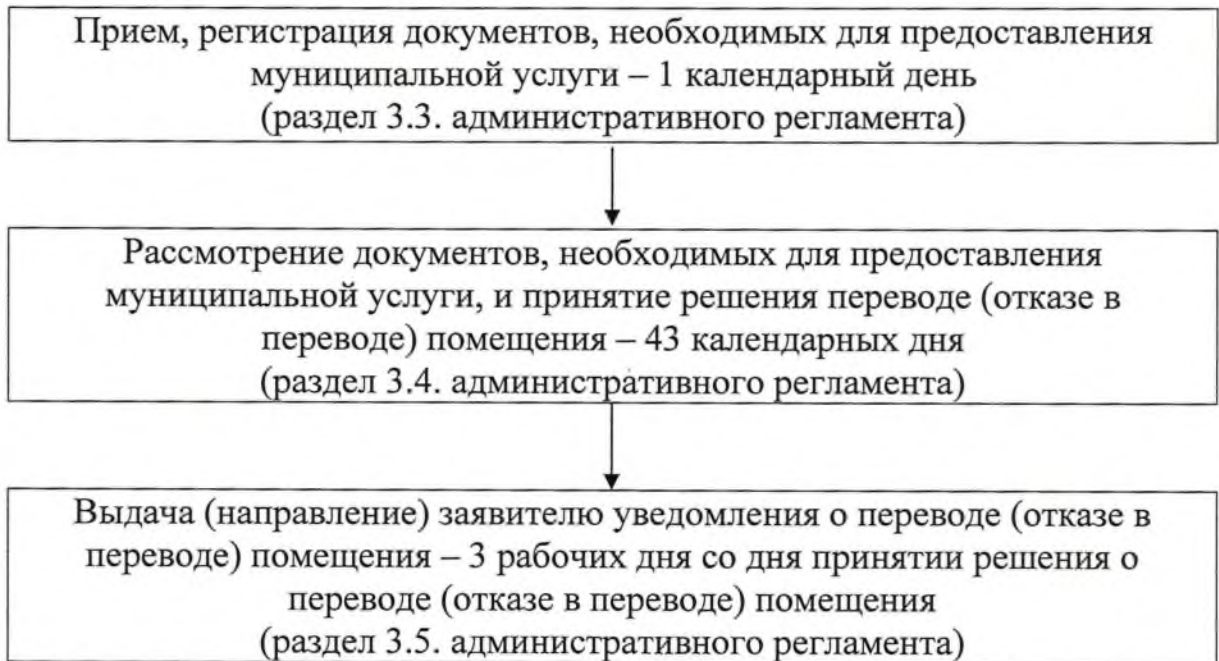 Прием, регистрация документов, необходимых для предоставления
муниципальной услуги – 1 календарный день
(раздел 3.3. административного регламента)
Рассмотрение документов, необходимых для предоставления
муниципальной услуги, и принятие решения переводе (отказе в
переводе) помещения – 43 календарных дня
(раздел 3.4. административного регламента)
Выдача (направление) заявителю уведомления о переводе (отказе в
переводе) помещения – 3 рабочих дня со дня принятии решения о
переводе (отказе в переводе) помещения
(раздел 3.5. административного регламента)